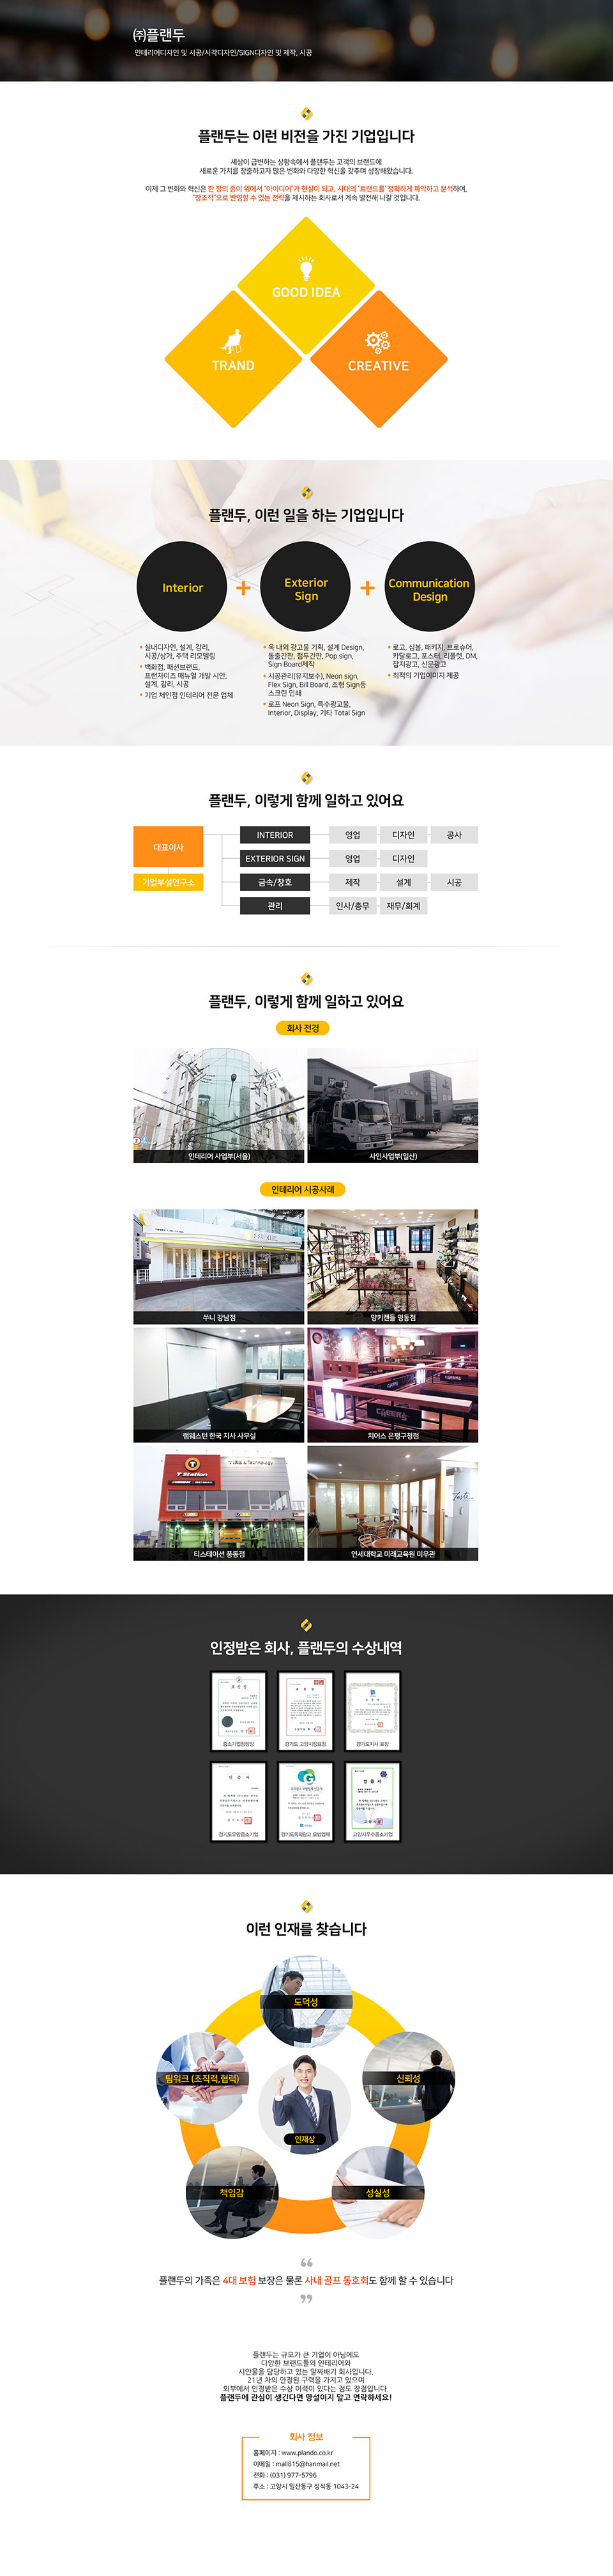 ㈜플랜두
인테리어디자인 및 시공/시각디자인/SIGN디자인 및 제작, 시공
플랜두는 이런 비전을 가진 기업입니다
세상이 급변하는 상황속에서 플랜두는 고객의 브랜드에
새로운 가치를 창출하고자 많은 변화와 다양한 혁신을 갖추며 성장해왔습니다.
이제 그 변화와 혁신은 한 장의 종이 위에서 "아이디어"가 현실이 되고, 시대의 "트랜드를" 정확하게 파악하고 분석하며,
"창조적"으로 반영할 수 있는 전략을 제시하는 회사로서 계속 발전해 나갈 것입니다.
GOOD IDEA
TRAND
CREATIVE
플랜두, 이런 일을 하는 기업입니다
Interior
+
Exterior
Sign
+
Communication
Design
• 실내디자인, 설계, 감리,
시공/상가, 주택 리모델링
• 백화점, 패션브랜드,
프랜차이즈 매뉴얼 개발 시안,
설계, 감리, 시공
• 기업 체인점 인테리어 전문 업체
• 옥 내외 광고물 기획, 설계 Design,
돌출간판, 점두간판, Pop sign,
Sign Board제작
• 시공관리(유지보수), Neon sign,
Flex Sign, Bill Board, 조형 Sign등
스크린 인쇄
• 로프 Neon Sign, 특수광고물,
Interior, Display, 기타 Total Sign
• 로고, 심볼, 패키지, 브로슈어,
카달로그, 포스터, 리플렛, DM,
잡지광고, 신문광고
• 최적의 기업이미지 제공
플랜두, 이렇게 함께 일하고 있어요
대표이사
기업부설연구소
INTERIOR
영업
디자인
공사
EXTERIOR SIGN
영업
디자인
금속/창호
제작
설계
시공
관리
인사/총무
재무/회계
플랜두, 이렇게 함께 일하고 있어요
회사 전경
인테리어 사업부(서울)
사인사업부(일산)
인테리어 시공사례
쑤니 강남점
양키캔들 명동점
램웨스턴 한국 지사 사무실
CHEERS
치어스 은평구청점
T'Station
티스테이션 풍동점
Taste
연세대학교 미래교육원 미우관
인정받은 회사, 플랜두의 수상내역
표 창 장
중소기업청장상
경기도 고양시장표창
경기도지사 표창
인 증 서
경기도유망중소기업
경기도옥외광고 모범업체
인 증 서
고양시우수중소기업
이런 인재를 찾습니다
도덕성
팀워크 (조직력,협력)
신뢰성
인재상
책임감
성실성
“
플랜두의 가족은 4대 보험 보장은 물론 사내 골프 동호회도 함께 할 수 있습니다
”
플랜두는 규모가 큰 기업이 아님에도
다양한 브랜드들의 인테리어와
시안물을 담당하고 있는 알짜배기 회사입니다.
21년 차의 안정된 구력을 가지고 있으며
외부에서 인정받은 수상 이력이 있다는 점도 장점입니다.
플랜두에 관심이 생긴다면 망설이지 말고 연락하세요!
회사 정보
홈페이지 : www.plando.co.kr
이메일 : mall815@hanmail.net
전화 : (031) 977-5796
주소 : 고양시 일산동구 성석동 1043-24